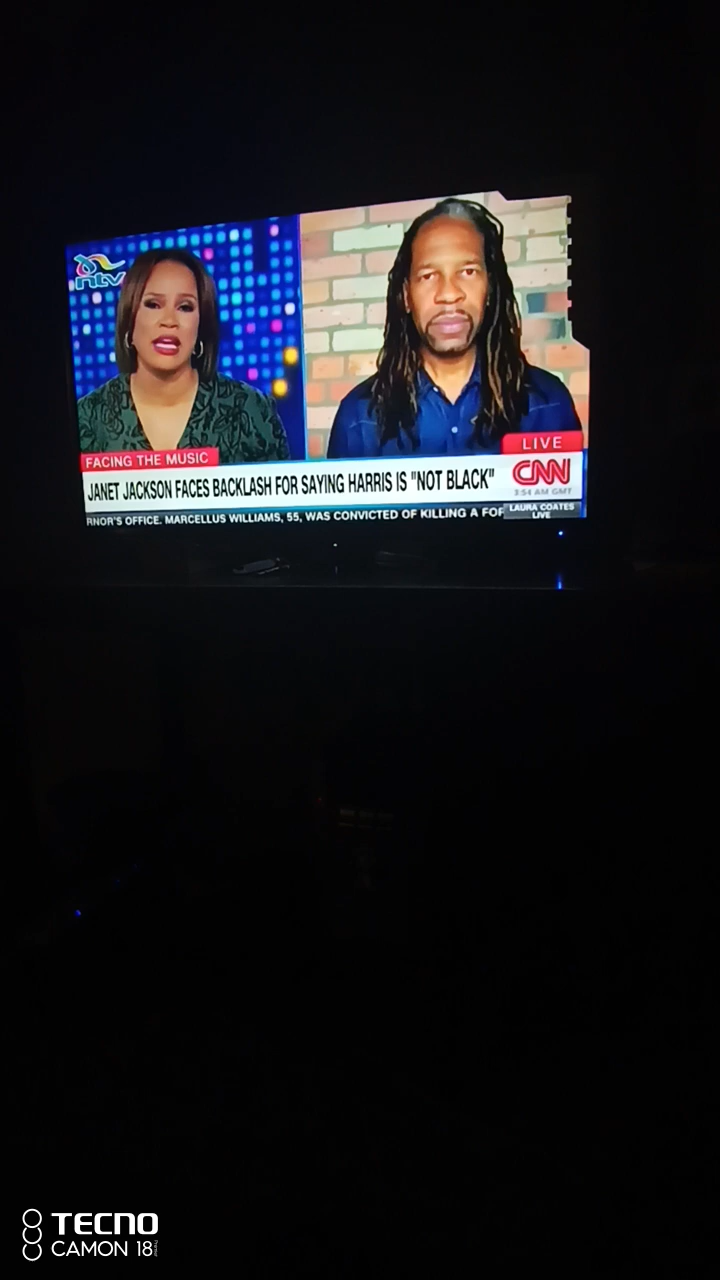 ntv
FACING THE MUSIC
LIVE
JANET JACKSON FACES BACKLASH FOR SAYING HARRIS IS "NOT BLACK"
CNN
3:54 AM GMT
RNOR'S OFFICE. MARCELLUS WILLIAMS, 55, WAS CONVICTED OF KILLING A FOR
LAURA COATES
LIVE
TECNO
CAMON 18